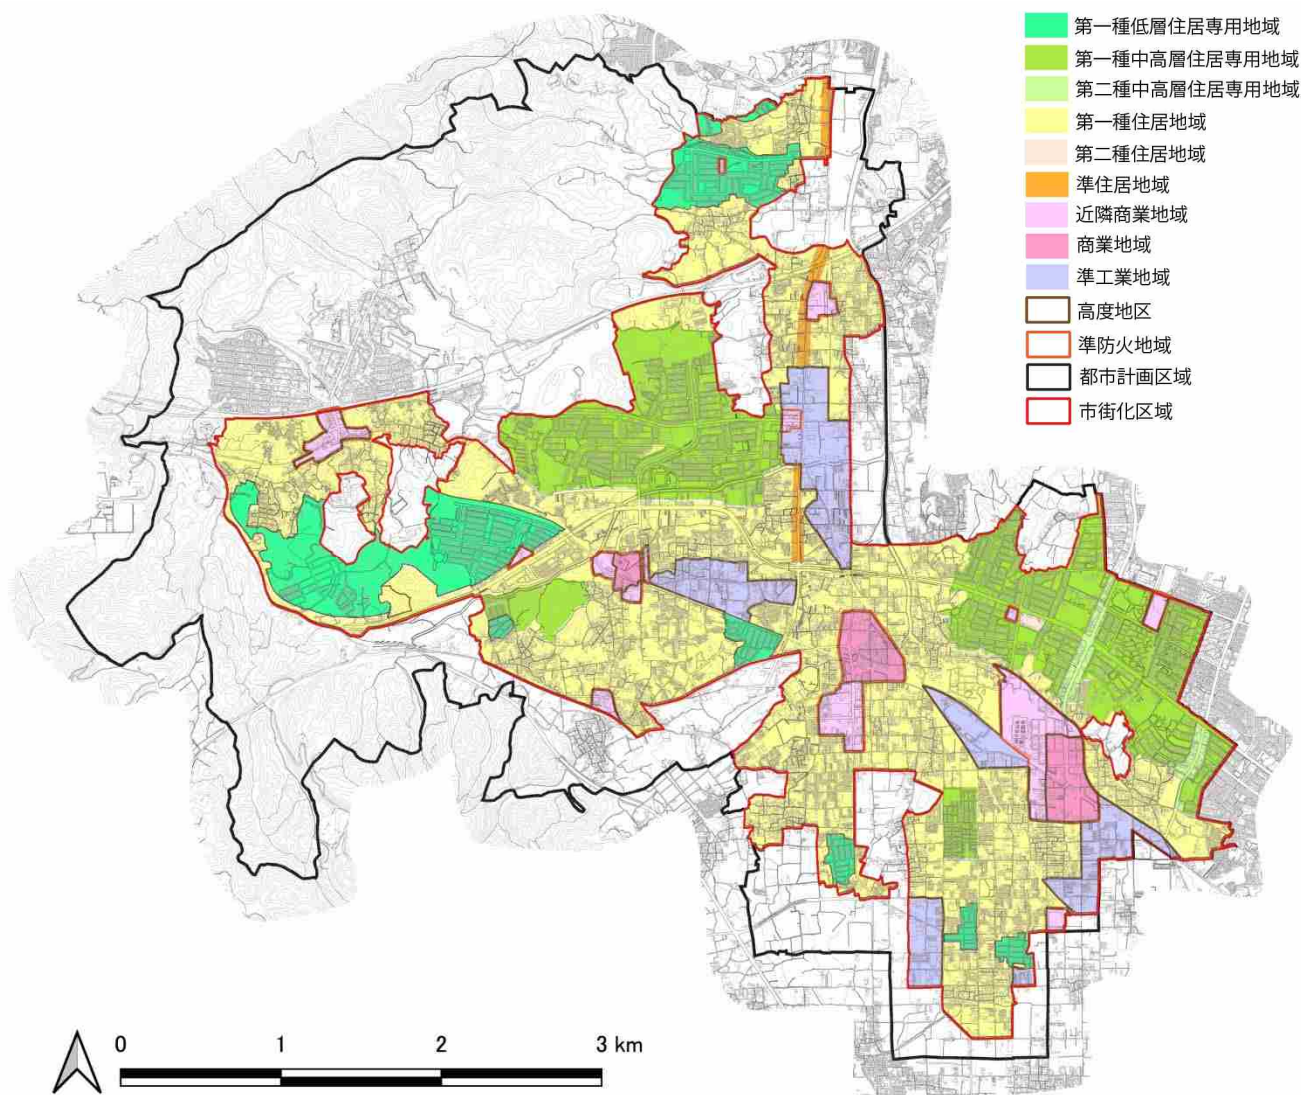 第一種低層住居専用地域
第一種中高層住居専用地域
第二種中高層住居専用地域
第一種住居地域
第二種住居地域
準住居地域
近隣商業地域
商業地域
準工業地域
高度地区
準防火地域
都市計画区域
市街化区域
0 1 2 3 km